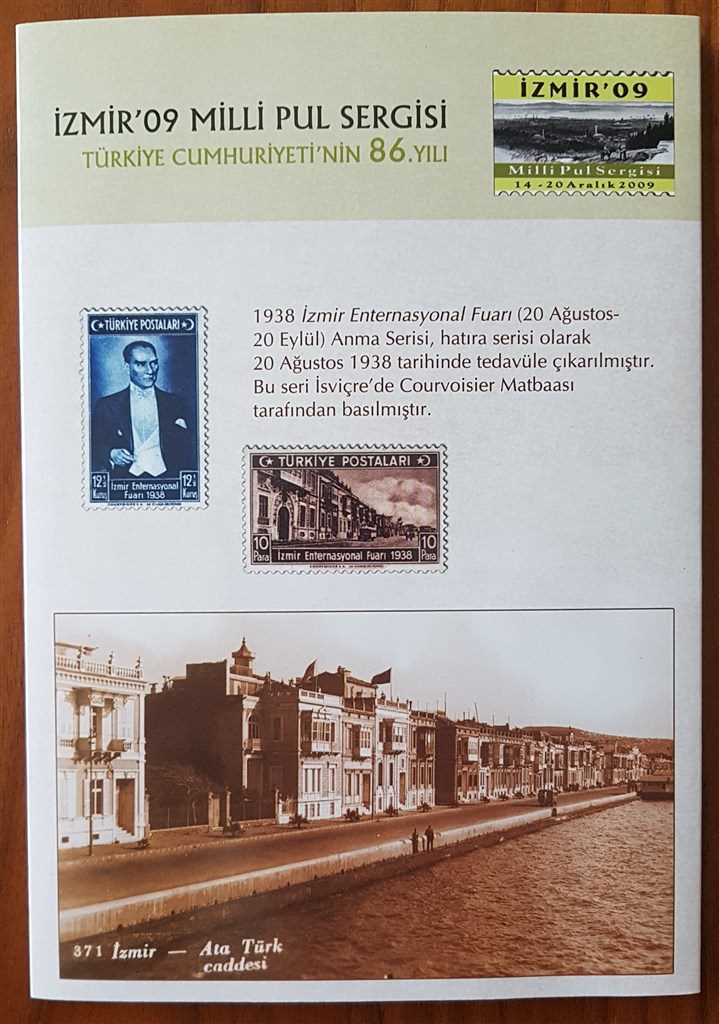 İZMİR'09 MİLLİ PUL SERGİSİ
TÜRKİYE CUMHURİYETİ'NİN 86.YILI
İZMİR'09
Milli Pul Sergisi
14 - 20 Aralık 2009
1938 İzmir Enternasyonal Fuarı (20 Ağustos-
20 Eylül) Anma Serisi, hatıra serisi olarak
20 Ağustos 1938 tarihinde tedavüle çıkarılmıştır.
Bu seri İsviçre'de Courvoisier Matbaası
tarafından basılmıştır.
TÜRKİYE POSTALARI
12½ Kuruş
İzmir Enternasyonal
Fuarı 1938
12½ Kuruş
TÜRKİYE POSTALARI
10 Para
İzmir Enternasyonal Fuarı 1938
10 Para
371 İzmir — Ata Türk
caddesi